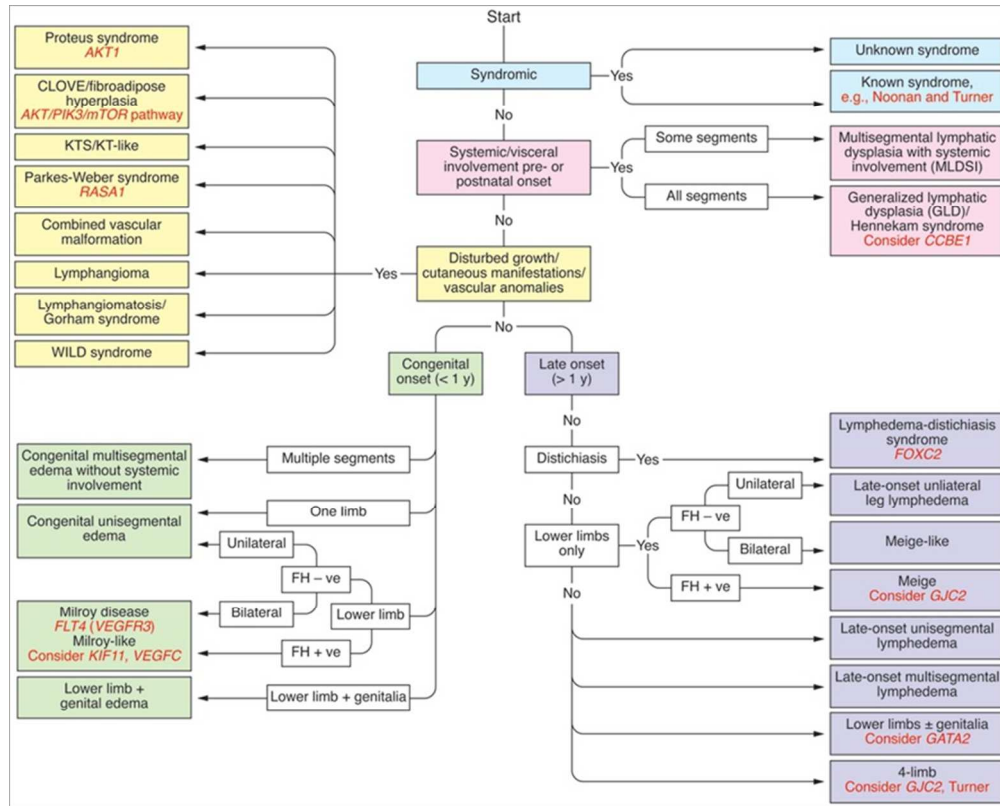 Start
Syndromic
Yes
Unknown syndrome
Known syndrome,
e.g., Noonan and Turner
No
Systemic/visceral
involvement pre- or
postnatal onset
Yes
Some segments
Multisegmental lymphatic
dysplasia with systemic
involvement (MLDSI)
All segments
Generalized lymphatic
dysplasia (GLD)/
Hennekam syndrome
Consider CCBE1
No
Disturbed growth/
cutaneous manifestations/
vascular anomalies
Yes
Proteus syndrome
AKT1
CLOVE/fibroadipose
hyperplasia
AKT/PIK3/mTOR pathway
KTS/KT-like
Parkes-Weber syndrome
RASA1
Combined vascular
malformation
Lymphangioma
Lymphangiomatosis/
Gorham syndrome
WILD syndrome
No
Congenital
onset (< 1 y)
Multiple segments
Congenital multisegmental
edema without systemic
involvement
One limb
Congenital unisegmental
edema
Unilateral
FH – ve
Bilateral
Lower limb
FH + ve
Milroy disease
FLT4 (VEGFR3)
Milroy-like
Consider KIF11, VEGFC
Lower limb + genitalia
Lower limb +
genital edema
Late onset
(> 1 y)
No
Distichiasis
Yes
Lymphedema-distichiasis
syndrome
FOXC2
No
Lower limbs
only
Yes
FH – ve
Unilateral
Late-onset unliateral
leg lymphedema
Bilateral
Meige-like
FH + ve
Meige
Consider GJC2
No
Late-onset unisegmental
lymphedema
Late-onset multisegmental
lymphedema
Lower limbs ± genitalia
Consider GATA2
4-limb
Consider GJC2, Turner